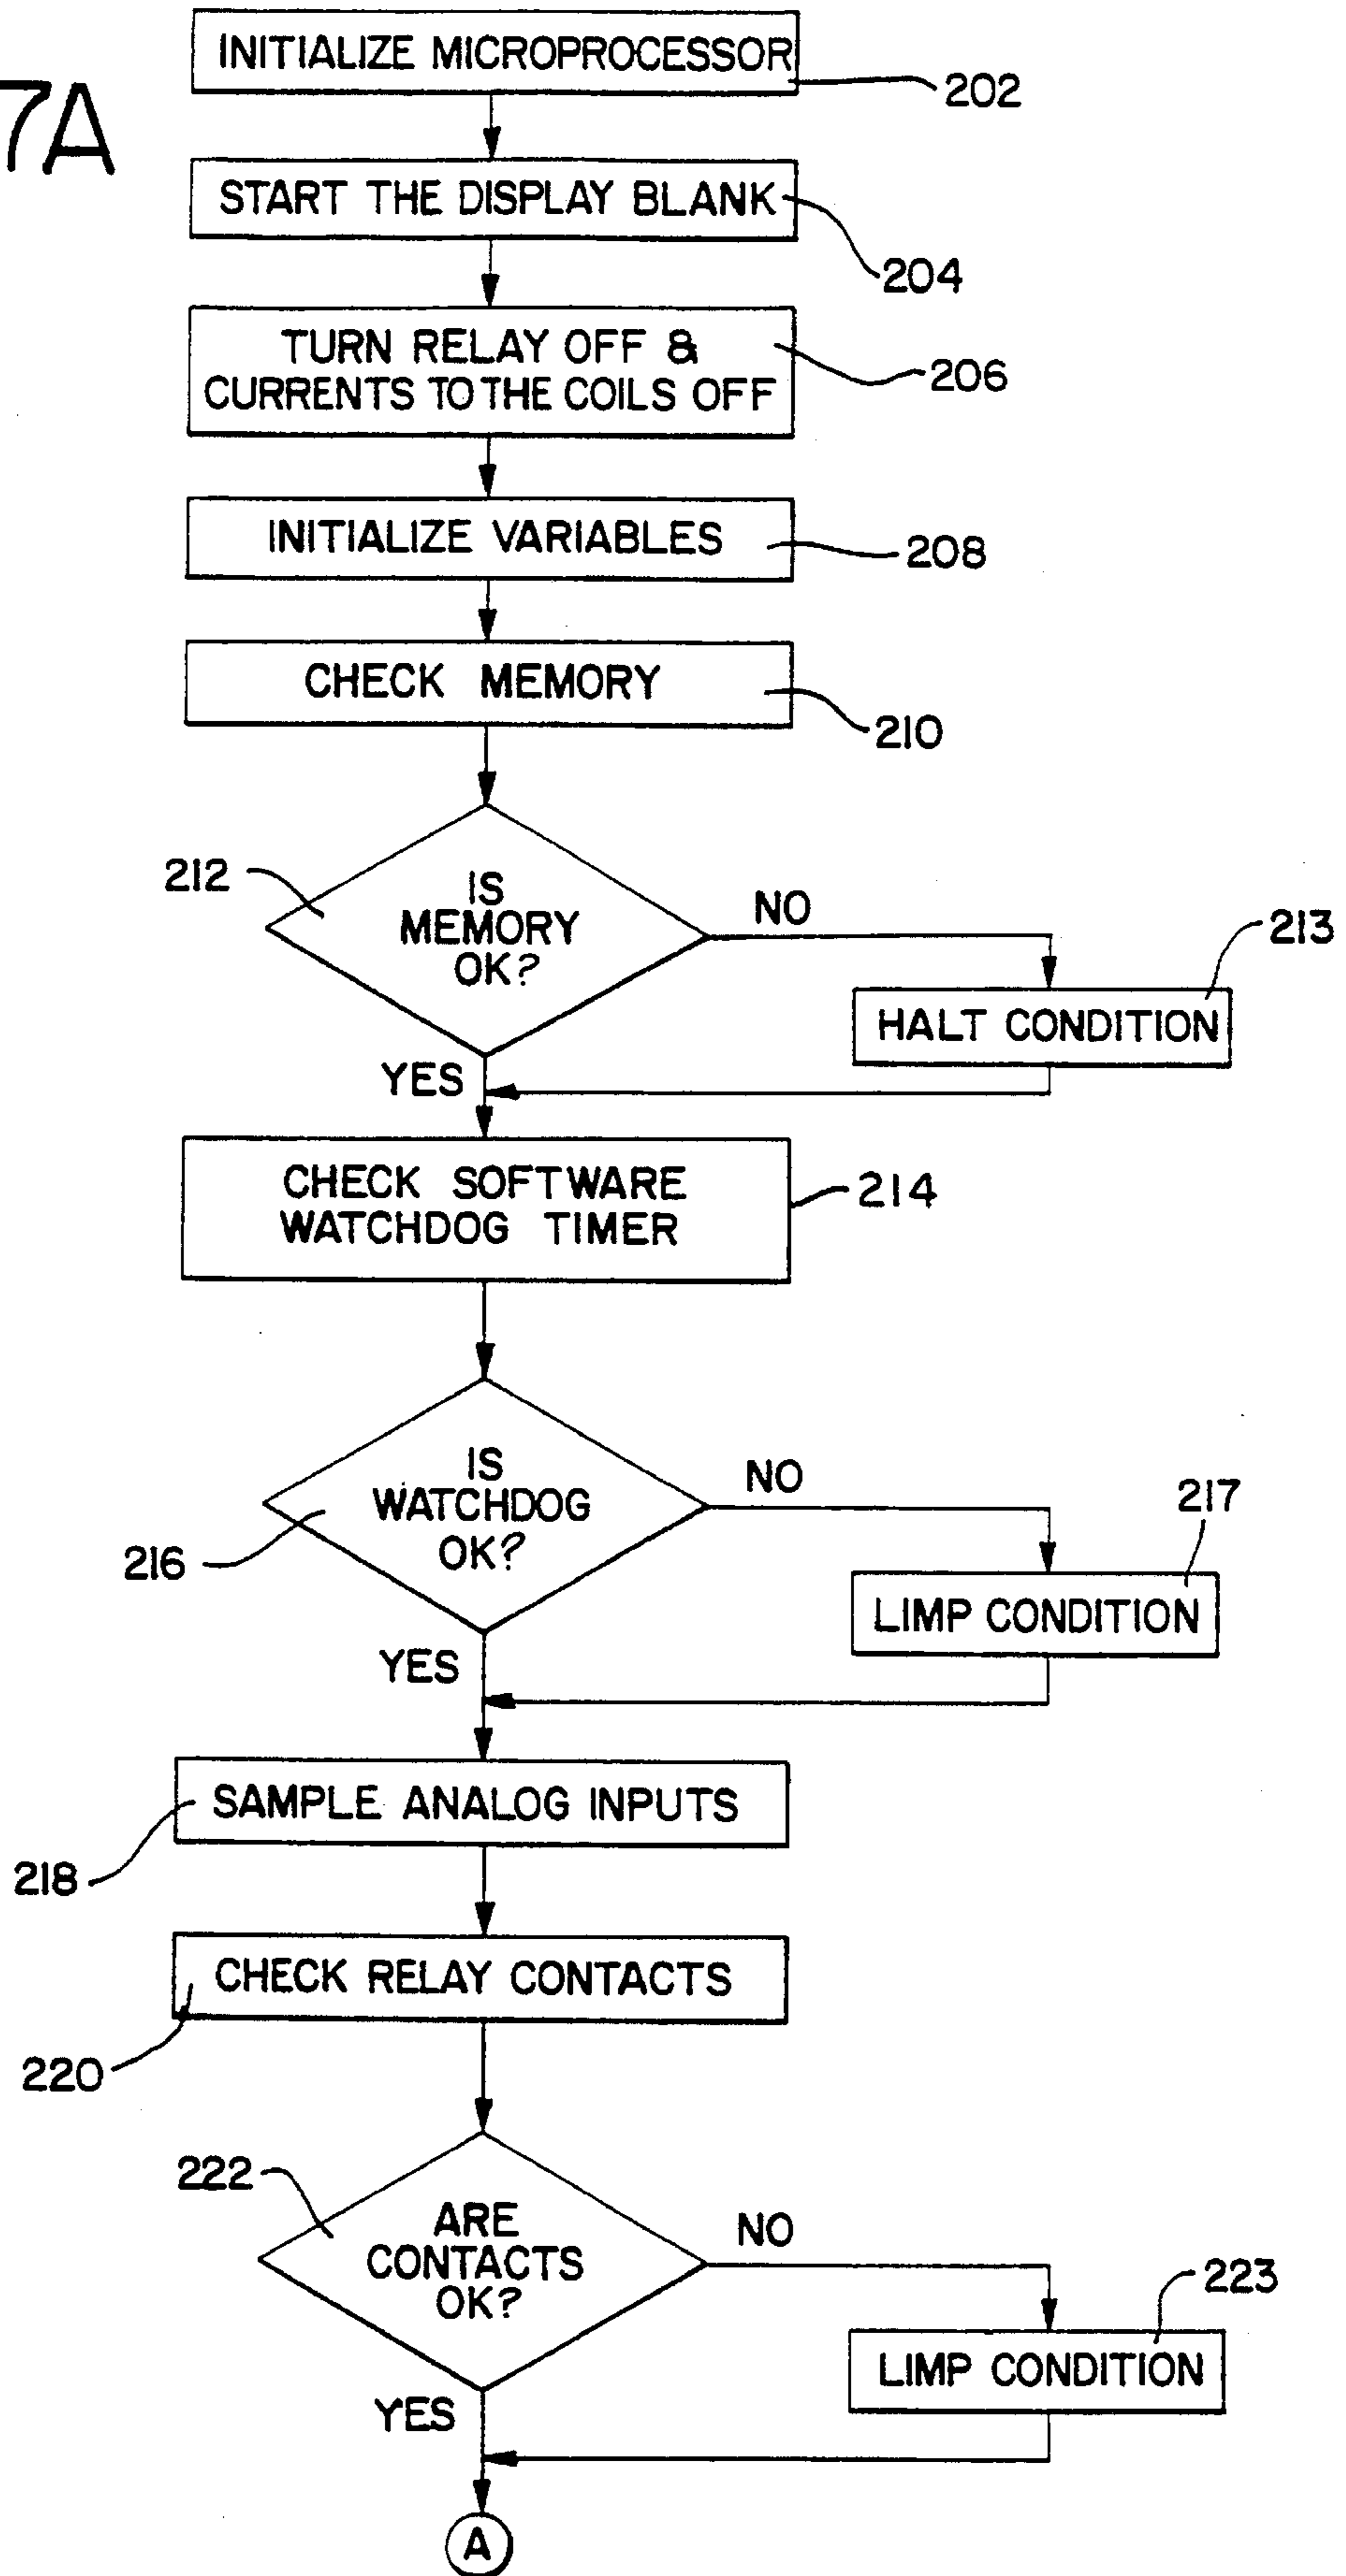 7A
INITIALIZE MICROPROCESSOR
202
START THE DISPLAY BLANK
204
TURN RELAY OFF &
CURRENTS TO THE COILS OFF
206
INITIALIZE VARIABLES
208
CHECK MEMORY
210
212
IS
MEMORY
OK?
NO
213
HALT CONDITION
YES
CHECK SOFTWARE
WATCHDOG TIMER
214
IS
WATCHDOG
OK?
216
NO
217
LIMP CONDITION
YES
SAMPLE ANALOG INPUTS
218
CHECK RELAY CONTACTS
220
222
ARE
CONTACTS
OK?
NO
223
LIMP CONDITION
YES
A